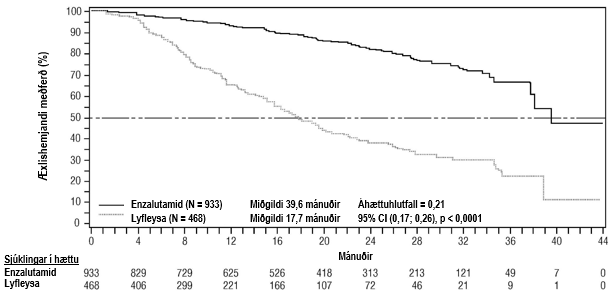 Æxlishemjandi meðferð (%)
100
90
80
70
60
50
40
30
20
10
0
Enzalutamid (N = 933) Miðgildi 39,6 mánuðir Áhættuhlutfall = 0,21
Lyfleysa (N = 468) Miðgildi 17,7 mánuðir 95% CI (0,17; 0,26), p < 0,0001
0 4 8 12 16 20 24 28 32 36 40 44
Mánuðir
Sjúklingar í hættu
Enzalutamid 933 829 729 625 526 418 313 213 121 49 7 0
Lyfleysa 468 406 299 221 166 107 72 46 21 9 1 0